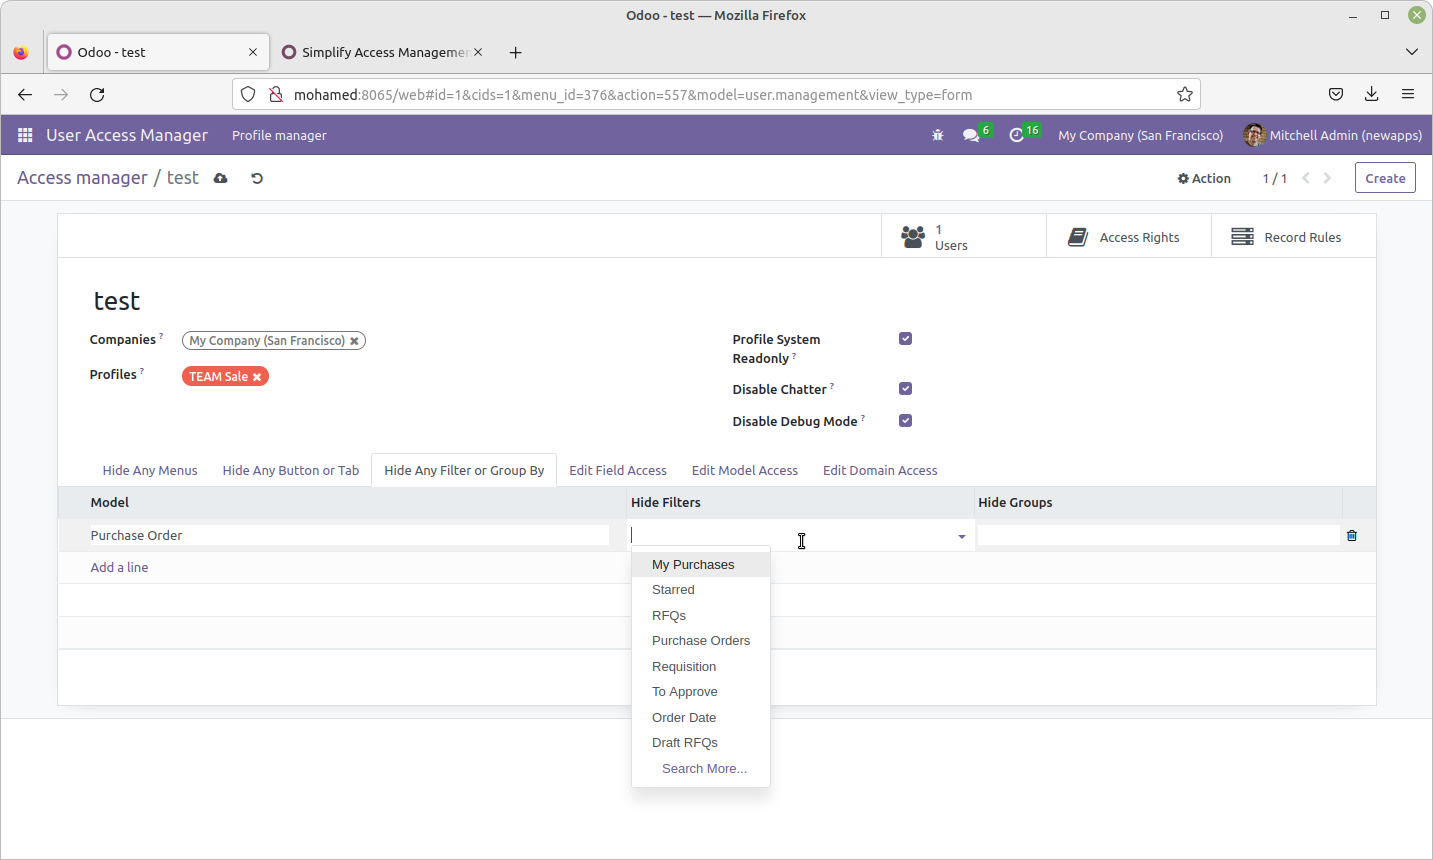 Odoo - test — Mozilla Firefox
Odoo - test
Simplify Access Managemen
mohamed:8065/web#id=1&cids=1&menu_id=376&action=557&model=user.management&view_type=form
User Access Manager
Profile manager
6
16
My Company (San Francisco)
Mitchell Admin (newapps)
Access manager / test
Action
1 / 1
Create
1
Users
Access Rights
Record Rules
test
Companies ?
My Company (San Francisco)
Profiles ?
TEAM Sale
Profile System
Readonly ?
Disable Chatter ?
Disable Debug Mode ?
Hide Any Menus
Hide Any Button or Tab
Hide Any Filter or Group By
Edit Field Access
Edit Model Access
Edit Domain Access
Model
Hide Filters
Hide Groups
Purchase Order
Add a line
My Purchases
Starred
RFQs
Purchase Orders
Requisition
To Approve
Order Date
Draft RFQs
Search More...